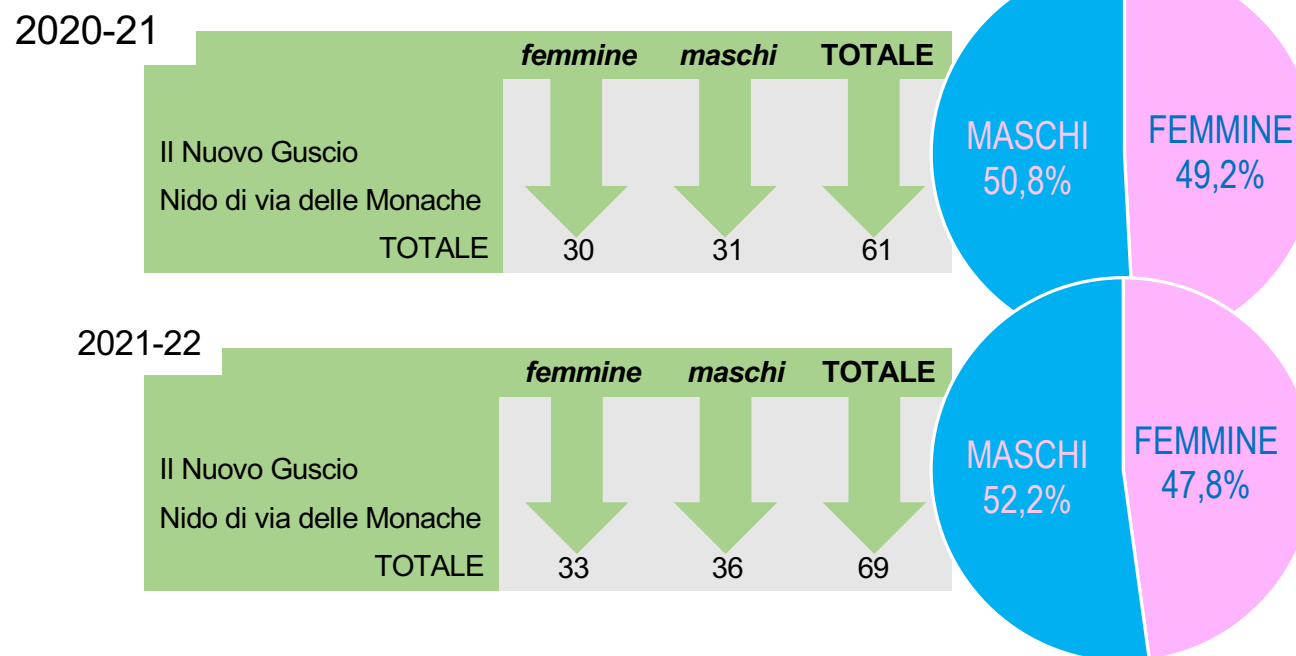 2020-21
femmine maschi TOTALE
Il Nuovo Guscio
Nido di via delle Monache
TOTALE 30 31 61
MASCHI
50,8%
FEMMINE
49,2%
2021-22
femmine maschi TOTALE
Il Nuovo Guscio
Nido di via delle Monache
TOTALE 33 36 69
MASCHI
52,2%
FEMMINE
47,8%